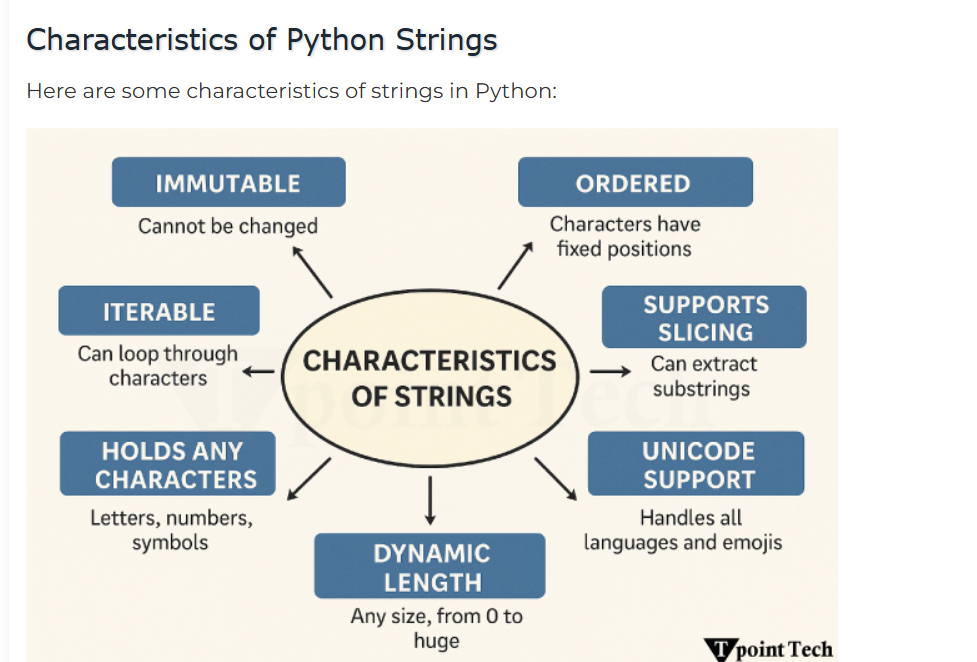 Characteristics of Python Strings
Here are some characteristics of strings in Python:
IMMUTABLE
Cannot be changed
ORDERED
Characters have
fixed positions
ITERABLE
Can loop through
characters
CHARACTERISTICS
OF STRINGS
SUPPORTS
SLICING
Can extract
substrings
HOLDS ANY
CHARACTERS
Letters, numbers,
symbols
UNICODE
SUPPORT
Handles all
languages and emojis
DYNAMIC
LENGTH
Any size, from 0 to
huge
Tpoint Tech